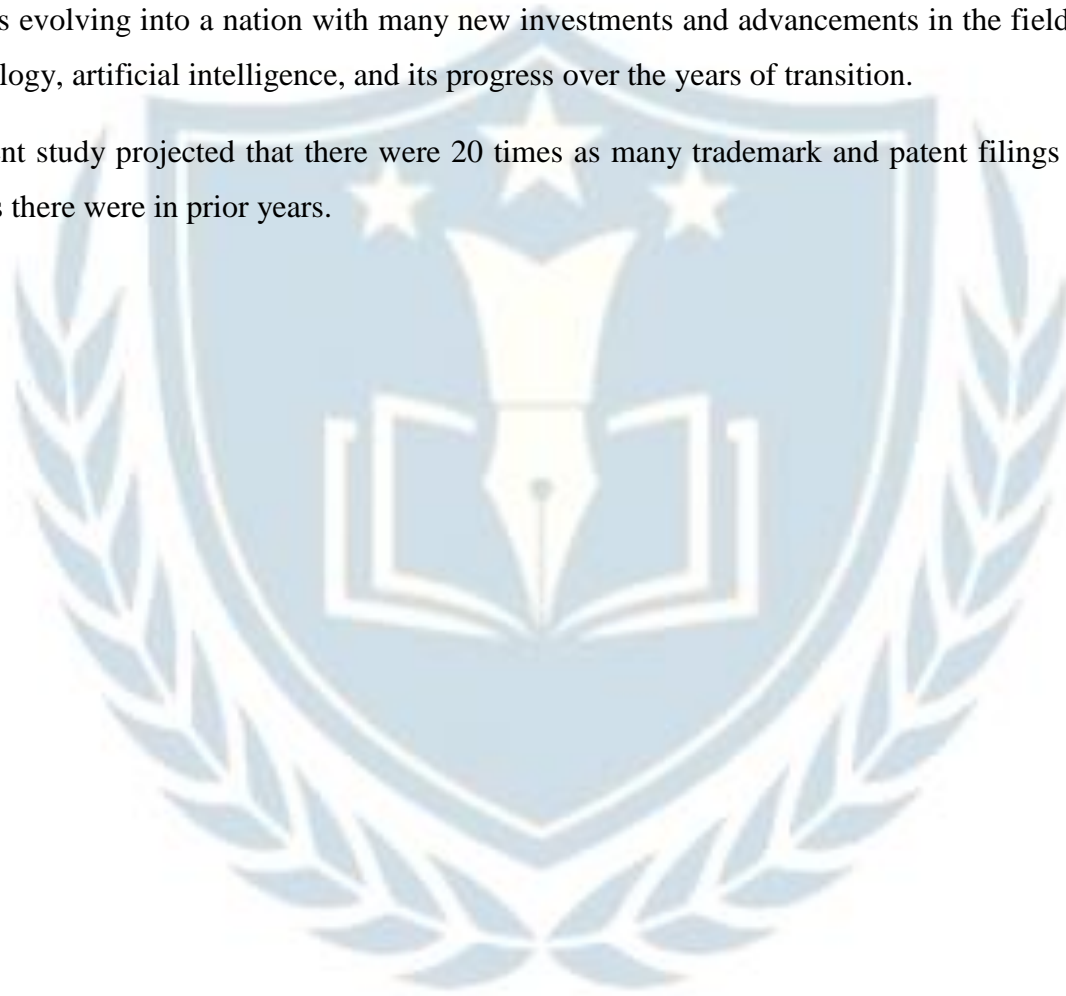 s evolving into a nation with many new investments and advancements in the field
logy, artificial intelligence, and its progress over the years of transition.
nt study projected that there were 20 times as many trademark and patent filings
s there were in prior years.